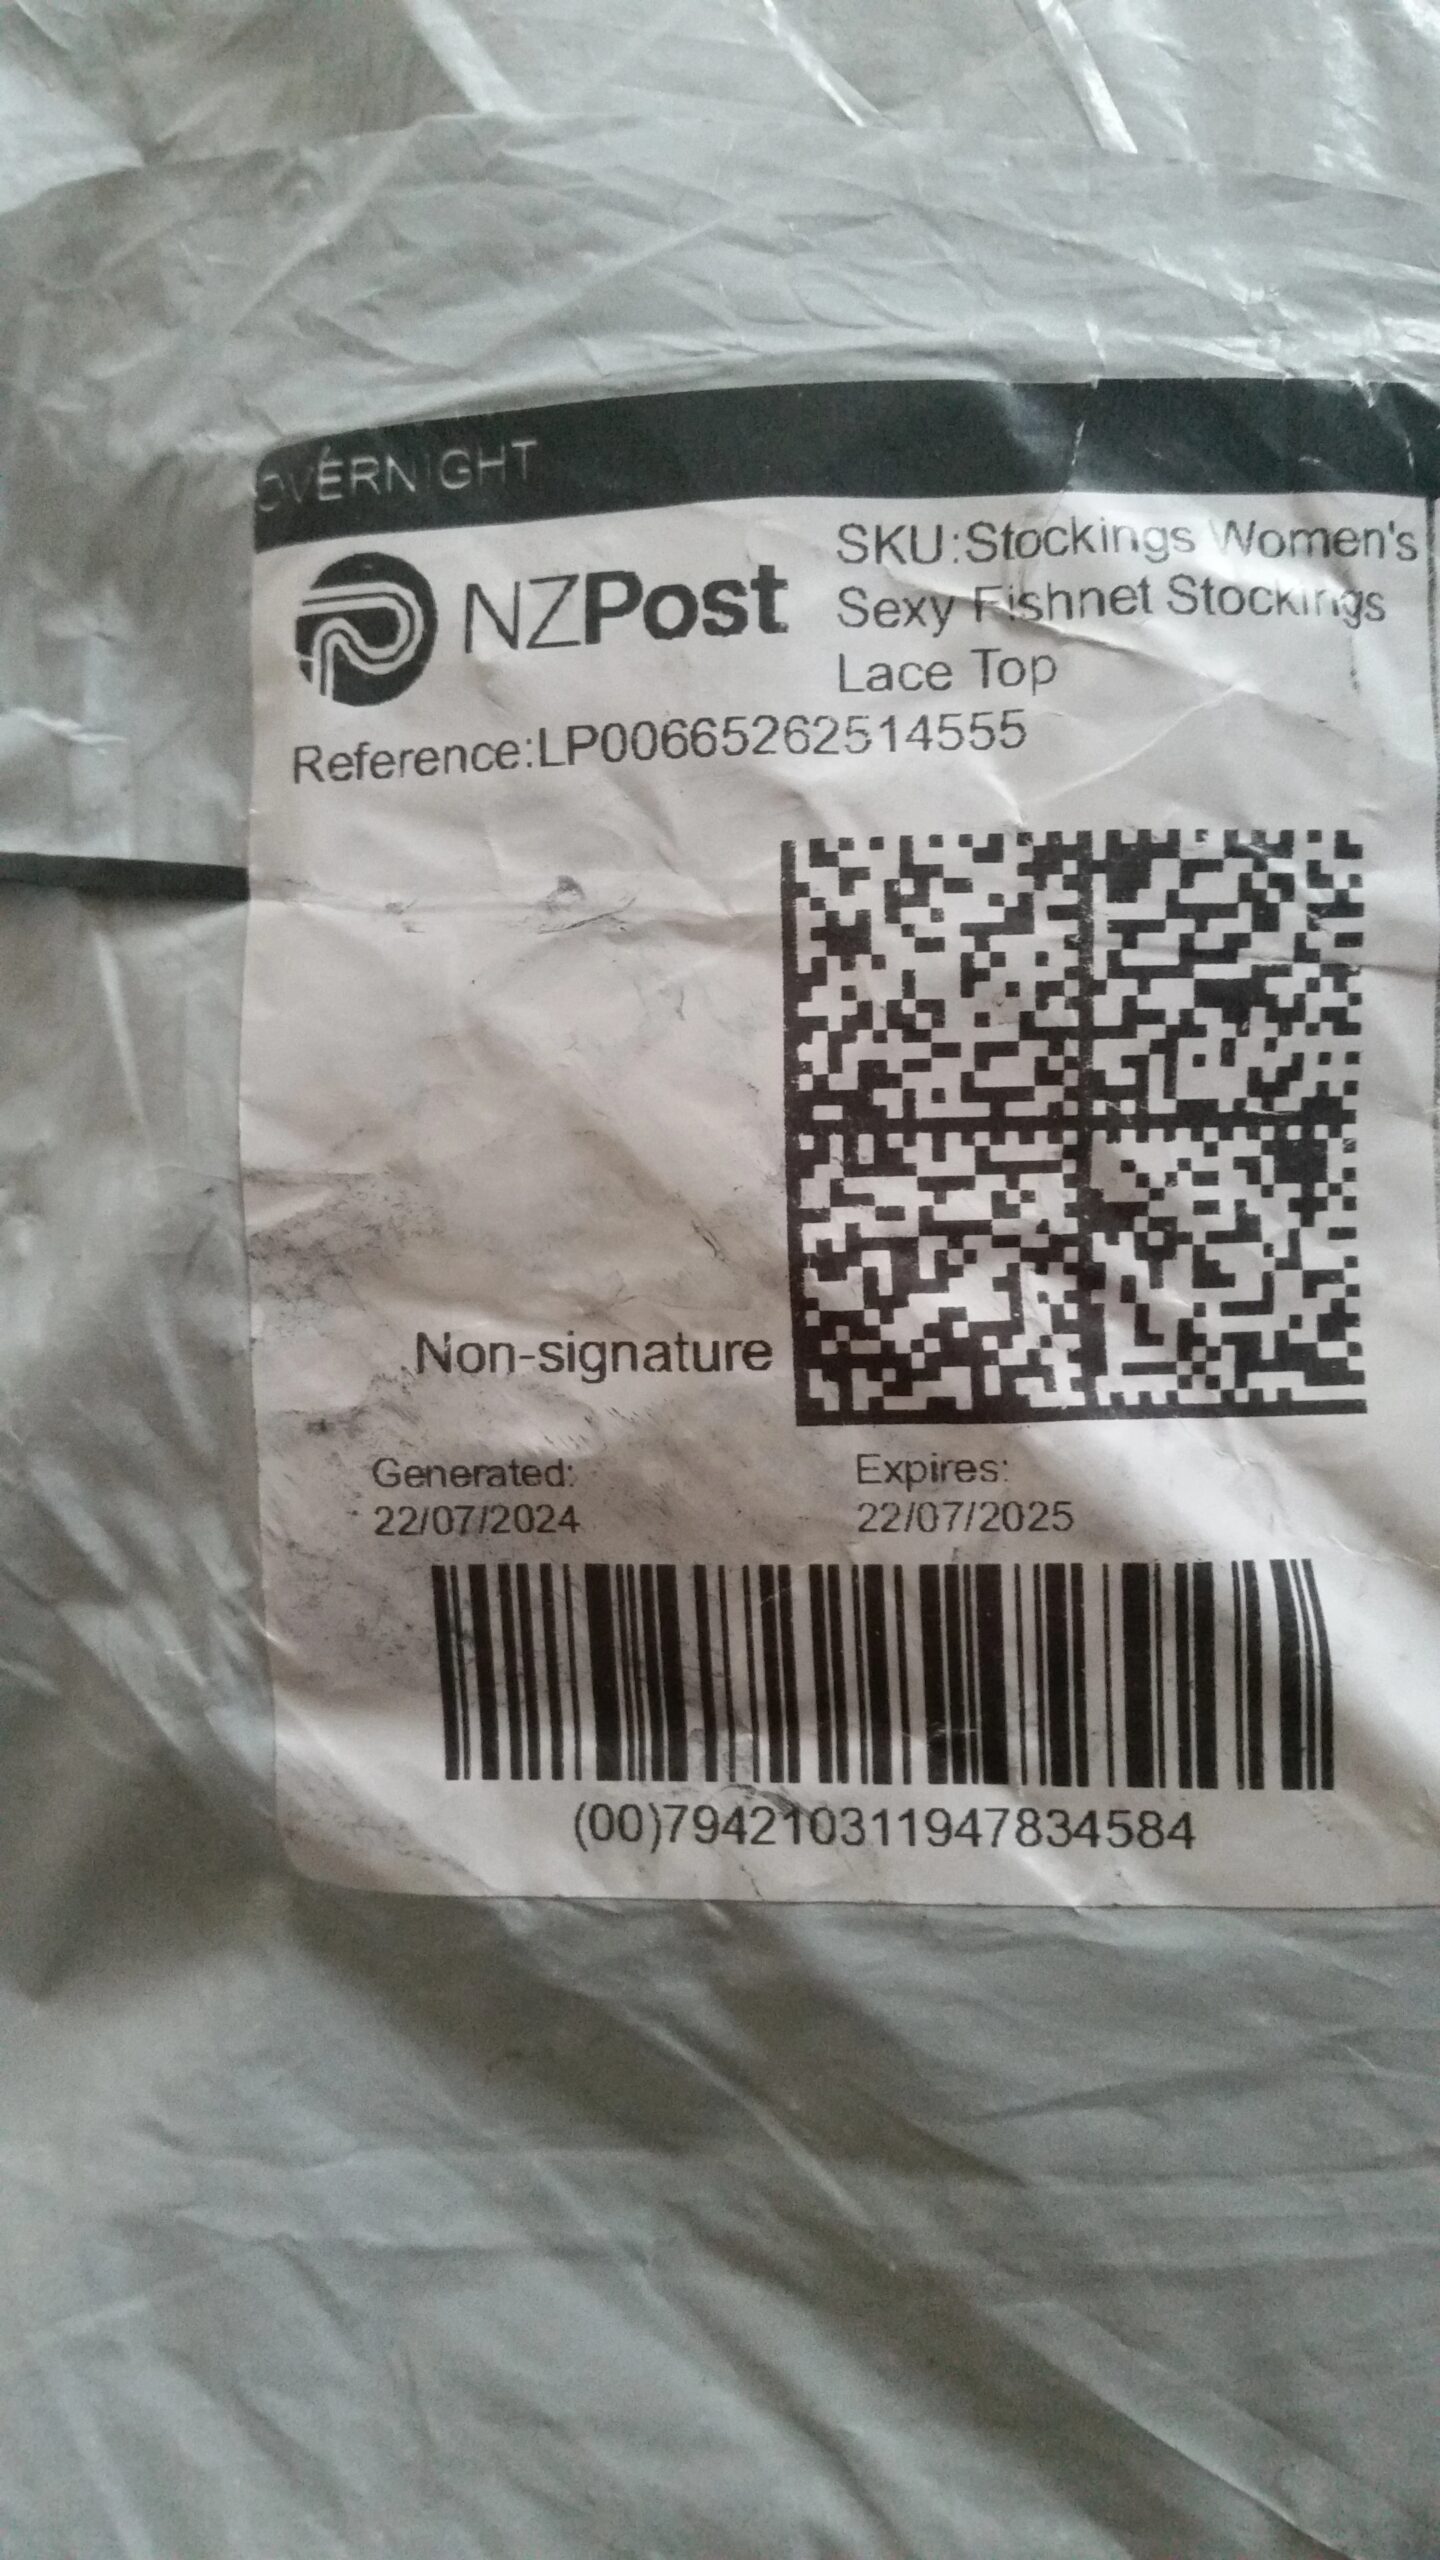 OVERNIGHT
NZPost
SKU:Stockings Women's
Sexy Fishnet Stockings
Lace Top
Reference:LP00665262514555
Non-signature
Generated:
22/07/2024
Expires:
22/07/2025
(00)794210311947834584